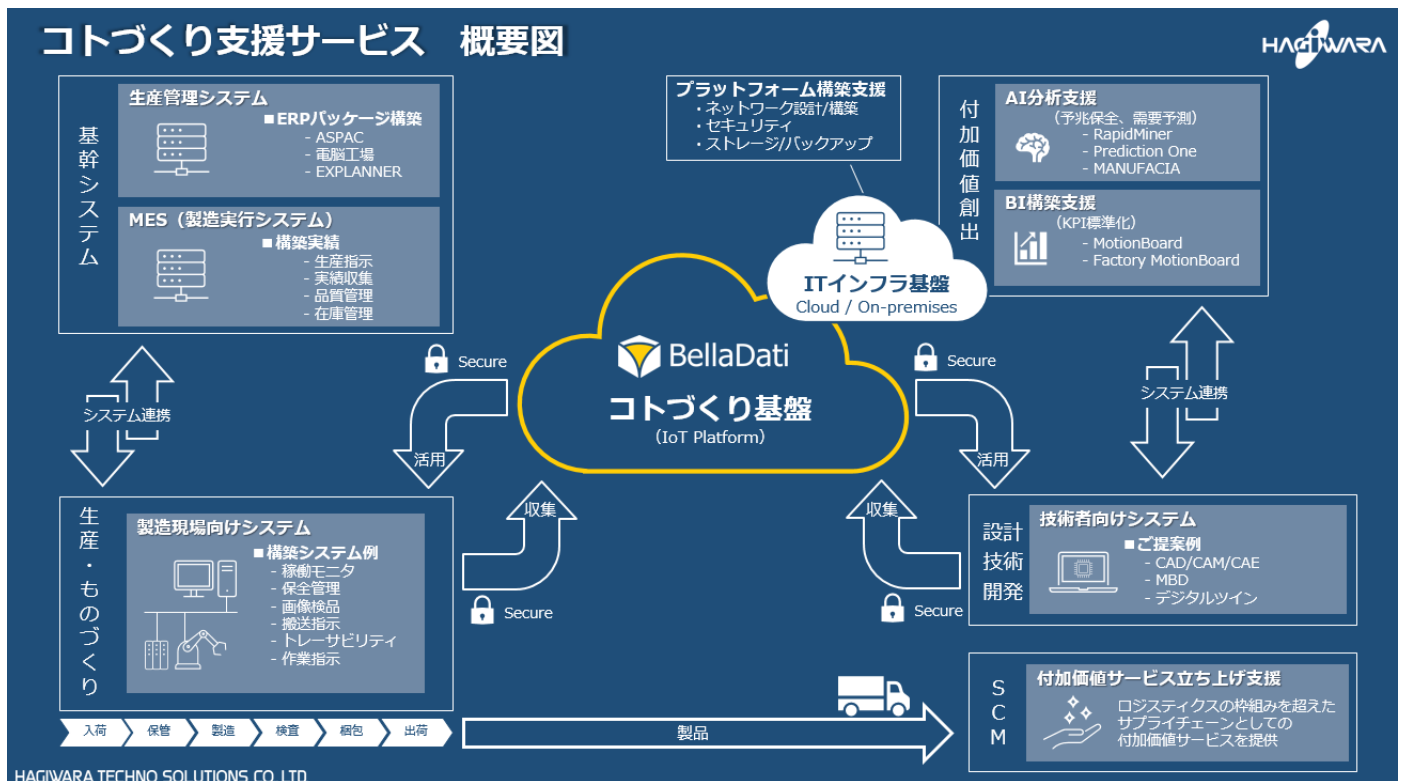 コトづくり支援サービス 概要図
HAGIWARA
基幹システム
生産管理システム
■ERPパッケージ構築
- ASPAC
- 電脳工場
- EXPLANNER
MES（製造実行システム）
■構築実績
- 生産指示
- 実績収集
- 品質管理
- 在庫管理
プラットフォーム構築支援
・ネットワーク設計/構築
・セキュリティ
・ストレージ/バックアップ
ITインフラ基盤
Cloud / On-premises
付加価値創出
AI分析支援
（予兆保全、需要予測）
- RapidMiner
- Prediction One
- MANUFACIA
BI構築支援
（KPI標準化）
- MotionBoard
- Factory MotionBoard
BellaDati
コトづくり基盤
（IoT Platform）
Secure
Secure
システム連携
システム連携
活用
活用
収集
収集
Secure
Secure
生産・ものづくり
製造現場向けシステム
■構築システム例
- 稼働モニタ
- 保全管理
- 画像検品
- 搬送指示
- トレーサビリティ
- 作業指示
設計
技術
開発
技術者向けシステム
■ご提案例
- CAD/CAM/CAE
- MBD
- デジタルツイン
SCM
付加価値サービス立ち上げ支援
ロジスティクスの枠組みを超えた
サプライチェーンとしての
付加価値サービスを提供
入荷
保管
製造
検査
梱包
出荷
製品
HAGIWARA TECHNO SOLUTIONS CO.,LTD.